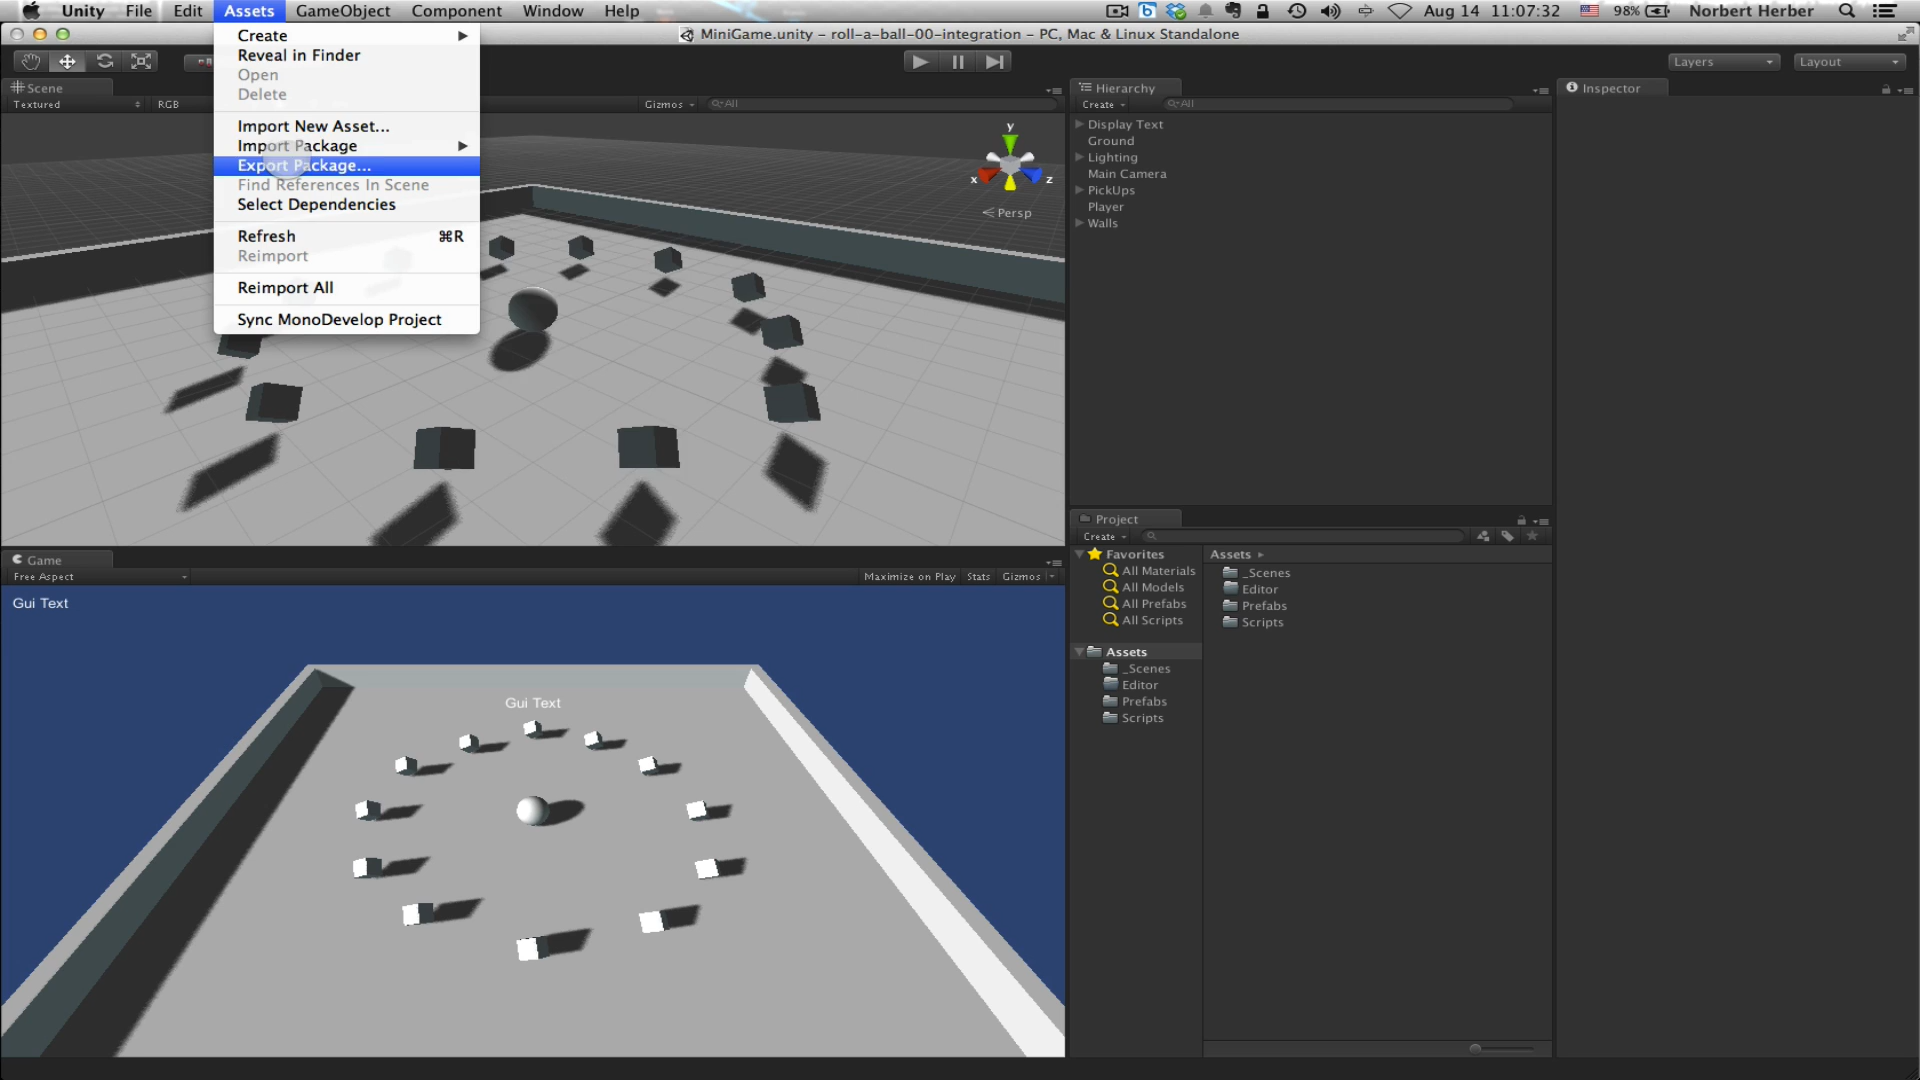 Unity File Edit Assets GameObject Component Window Help
98% Aug 14 11:07:32 Norbert Herber
MiniGame.unity – roll-a-ball-00-integration – PC, Mac & Linux Standalone
Create
Reveal in Finder
Open
Delete
Import New Asset...
Import Package
Export Package...
Find References In Scene
Select Dependencies
Refresh ⌘R
Reimport
Reimport All
Sync MonoDevelop Project
Layers Layout
Scene
Textured RGB Gizmos All
y
x z
Persp
Hierarchy
Create All
Display Text
Ground
Lighting
Main Camera
PickUps
Player
Walls
Inspector
Game
Free Aspect Maximize on Play Stats Gizmos
Gui Text
Gui Text
Project
Create
Favorites
All Materials
All Models
All Prefabs
All Scripts
Assets
_Scenes
Editor
Prefabs
Scripts
Assets
_Scenes
Editor
Prefabs
Scripts